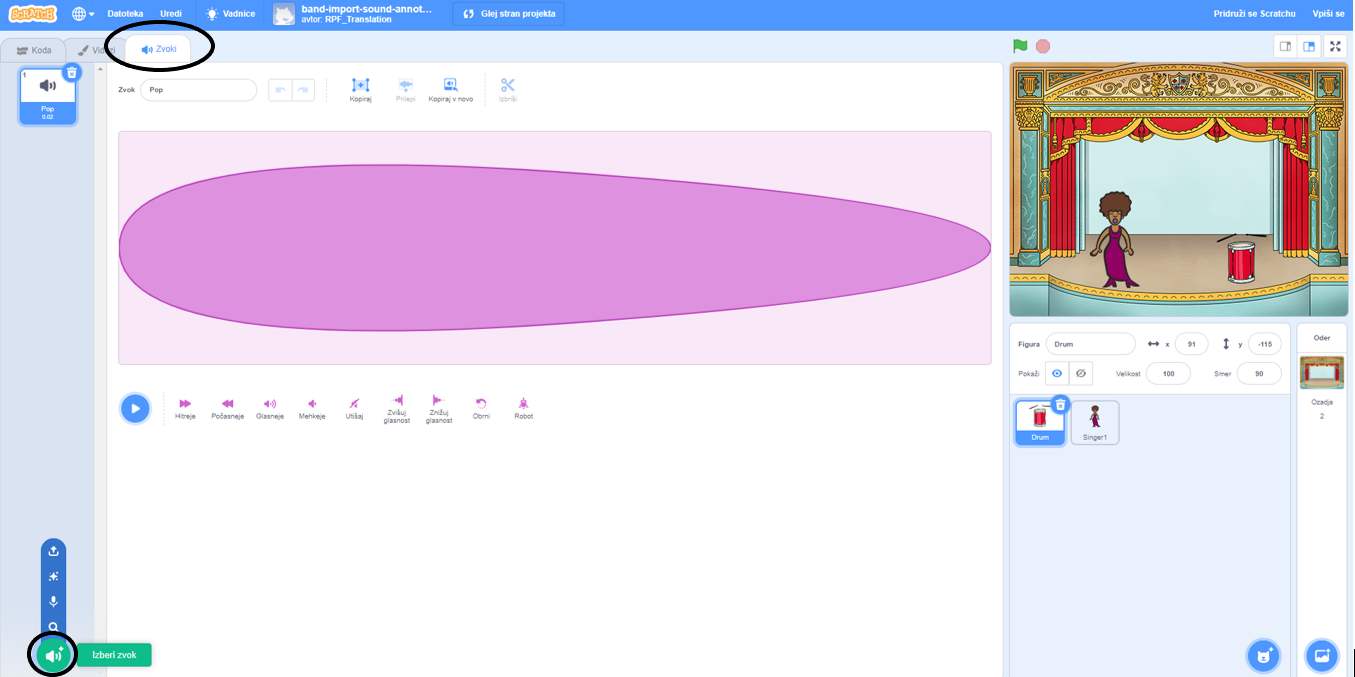 SCRATCH
Datoteka
Uredi
Vadnice
band-import-sound-annot...
avtor: RPF_Translation
Glej stran projekta
Pridruži se Scratchu
Vpiši se
Koda
Zvoki
1
Pop
0.02
Zvok
Pop
Kopiraj
Prilepi
Kopiraj v novo
Izbriši
Hitreje
Počasneje
Glasneje
Mehkeje
Utišaj
Zvišuj
glasnost
Znižuj
glasnost
Obrni
Robot
Izberi zvok
Figura
Drum
x
91
y
-115
Pokaži
Velikost
100
Smer
90
Drum
Singer1
Oder
Ozadja
2